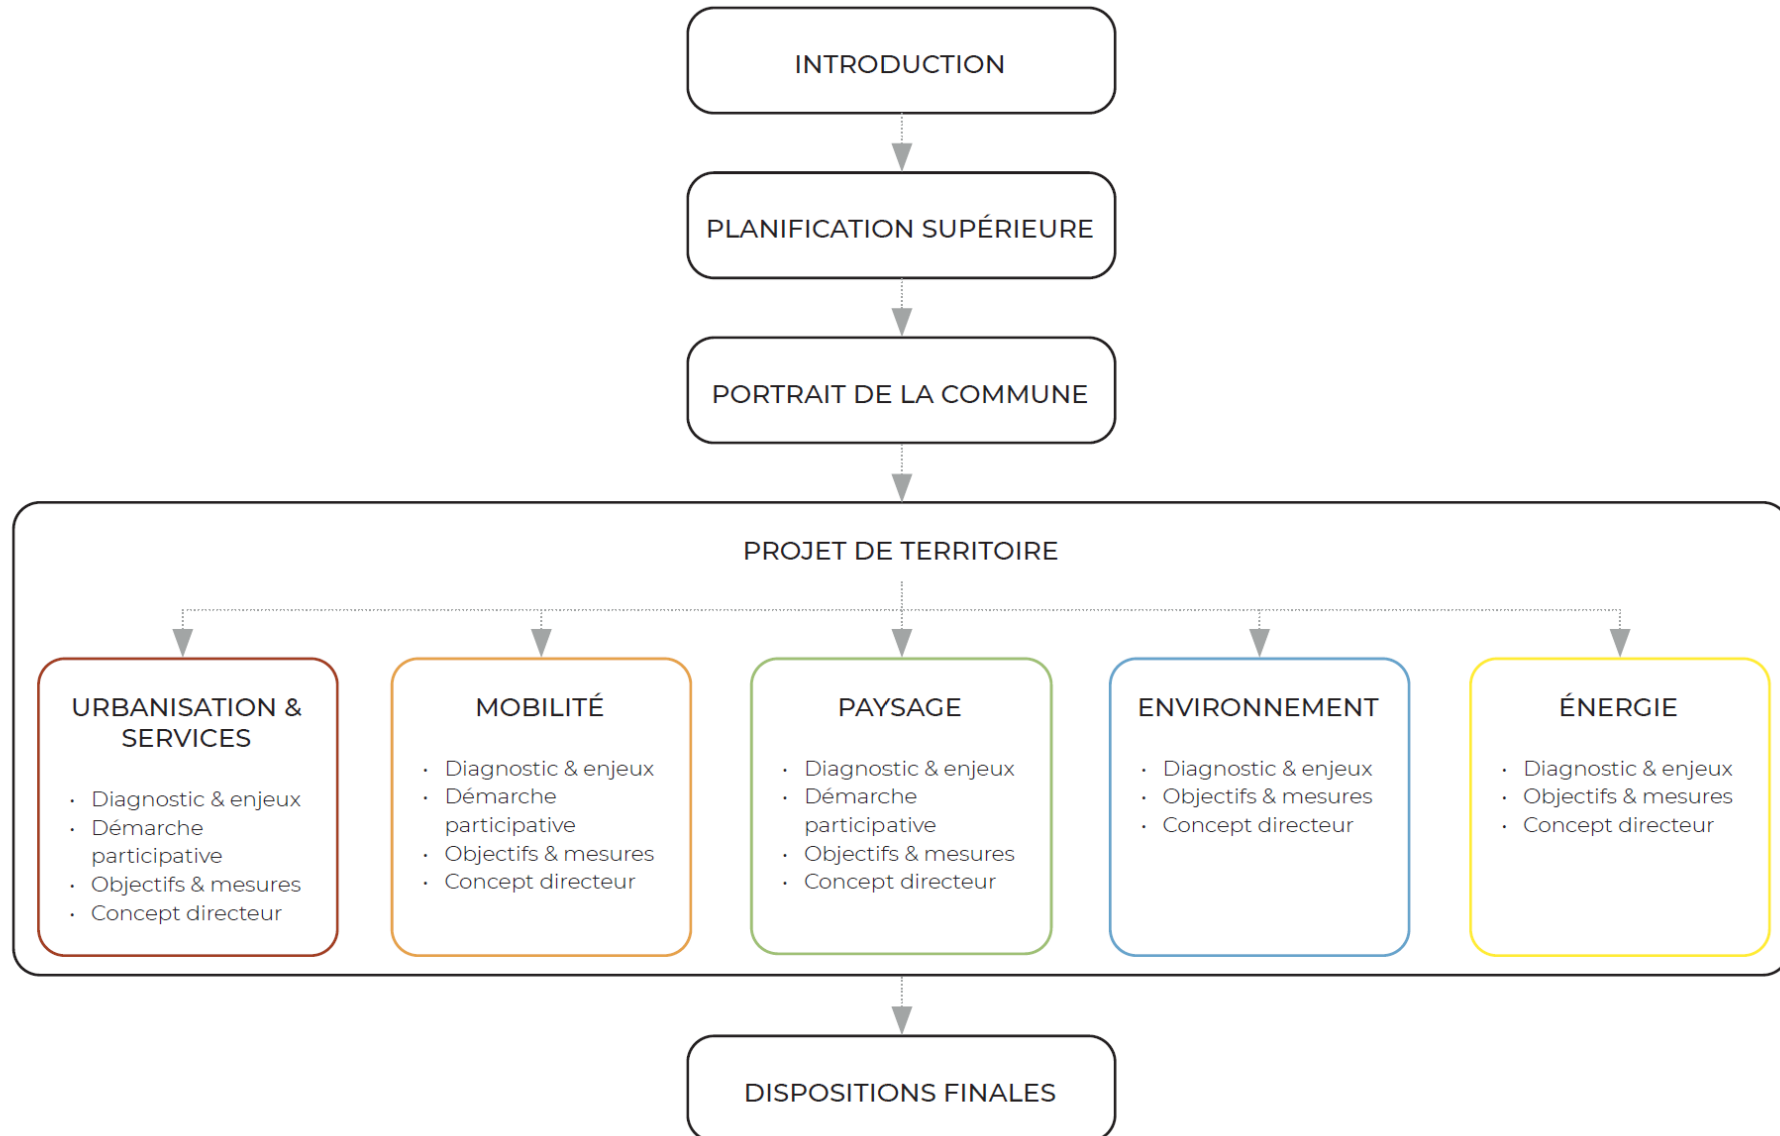 INTRODUCTION
PLANIFICATION SUPÉRIEURE
PORTRAIT DE LA COMMUNE
PROJET DE TERRITOIRE
URBANISATION &
SERVICES
• Diagnostic & enjeux
• Démarche
participative
• Objectifs & mesures
• Concept directeur
MOBILITÉ
• Diagnostic & enjeux
• Démarche
participative
• Objectifs & mesures
• Concept directeur
PAYSAGE
• Diagnostic & enjeux
• Démarche
participative
• Objectifs & mesures
• Concept directeur
ENVIRONNEMENT
• Diagnostic & enjeux
• Objectifs & mesures
• Concept directeur
ÉNERGIE
• Diagnostic & enjeux
• Objectifs & mesures
• Concept directeur
DISPOSITIONS FINALES